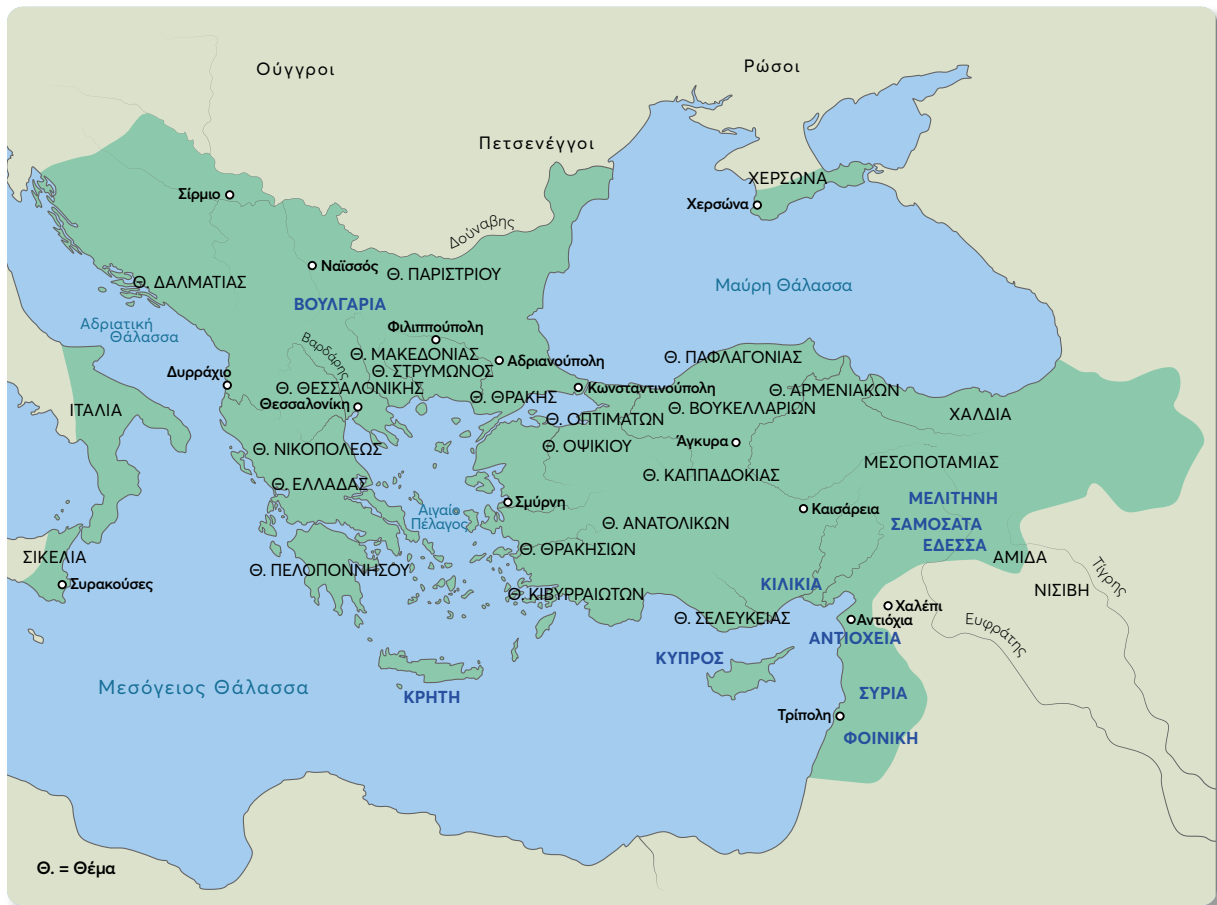 Ούγγροι
Ρώσοι
Πετσενέγγοι
ΧΕΡΣΩΝΑ
Σίρμιο
Χερσώνα
Δούναβης
Ναϊσσός
Θ. ΠΑΡΙΣΤΡΙΟΥ
Θ. ΔΑΛΜΑΤΙΑΣ
Μαύρη Θάλασσα
ΒΟΥΛΓΑΡΙΑ
Αδριατική
Θάλασσα
Φιλιππούπολη
Βαρδάρης
Θ. ΜΑΚΕΔΟΝΙΑΣ
Αδριανούπολη
Θ. ΠΑΦΛΑΓΟΝΙΑΣ
Δυρράχιο
Θ. ΣΤΡΥΜΩΝΟΣ
Θ. ΘΕΣΣΑΛΟΝΙΚΗΣ
Κωνσταντινούπολη
Θ. ΑΡΜΕΝΙΑΚΩΝ
Θεσσαλονίκη
Θ. ΘΡΑΚΗΣ
ΙΤΑΛΙΑ
Θ. ΒΟΥΚΕΛΛΑΡΙΩΝ
ΧΑΛΔΙΑ
Θ. ΟΠΤΙΜΑΤΩΝ
Θ. ΝΙΚΟΠΟΛΕΩΣ
Θ. ΟΨΙΚΙΟΥ
Άγκυρα
ΜΕΣΟΠΟΤΑΜΙΑΣ
Θ. ΕΛΛΑΔΑΣ
Θ. ΚΑΠΠΑΔΟΚΙΑΣ
ΜΕΛΙΤΗΝΗ
Αιγαίο
Πέλαγος
Σμύρνη
Καισάρεια
Θ. ΑΝΑΤΟΛΙΚΩΝ
ΣΑΜΟΣΑΤΑ
ΕΔΕΣΣΑ
Θ. ΘΡΑΚΗΣΙΩΝ
ΣΙΚΕΛΙΑ
ΑΜΙΔΑ
Συρακούσες
Θ. ΠΕΛΟΠΟΝΝΗΣΟΥ
Τίγρης
ΚΙΛΙΚΙΑ
ΝΙΣΙΒΗ
Θ. ΚΙΒΥΡΡΑΙΩΤΩΝ
Χαλέπι
Θ. ΣΕΛΕΥΚΕΙΑΣ
Αντιόχια
Ευφράτης
ΑΝΤΙΟΧΕΙΑ
ΚΥΠΡΟΣ
Μεσόγειος Θάλασσα
ΚΡΗΤΗ
ΣΥΡΙΑ
Τρίπολη
ΦΟΙΝΙΚΗ
Θ. = Θέμα